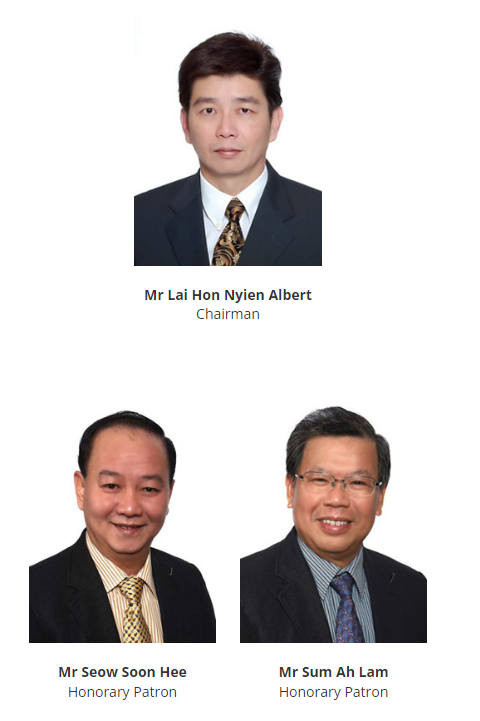 Mr Lai Hon Nyien Albert
Chairman
Mr Seow Soon Hee
Honorary Patron
Mr Sum Ah Lam
Honorary Patron